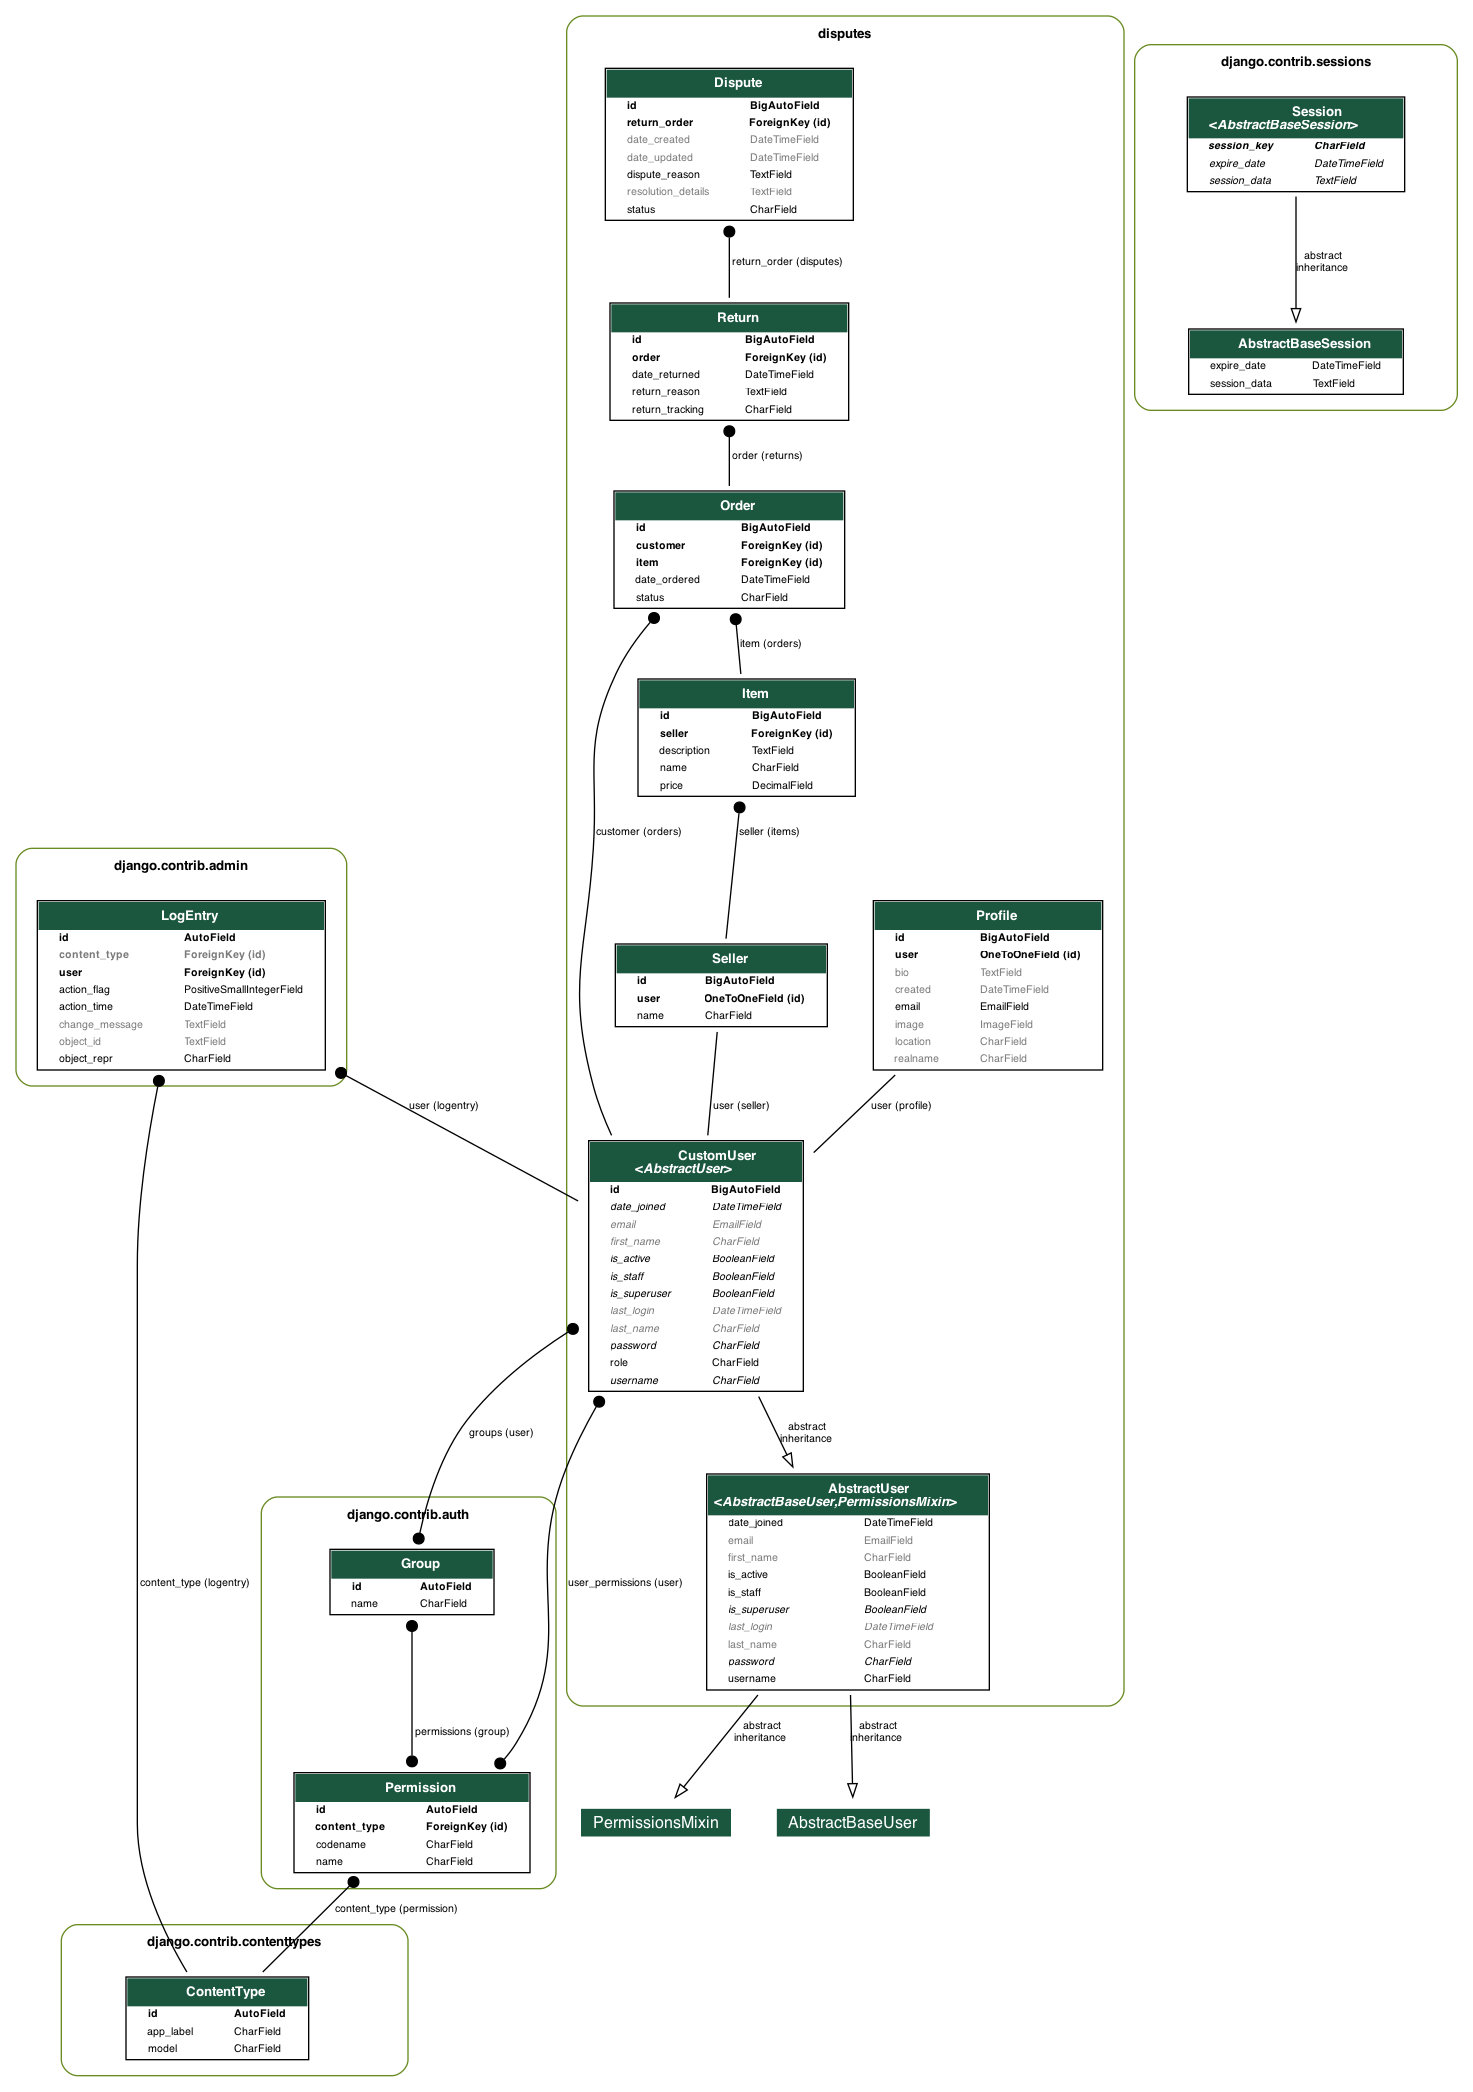 disputes
Dispute
id BigAutoField
return_order ForeignKey (id)
date_created DateTimeField
date_updated DateTimeField
dispute_reason TextField
resolution_details TextField
status CharField
return_order (disputes)
Return
id BigAutoField
order ForeignKey (id)
date_returned DateTimeField
return_reason TextField
return_tracking CharField
order (returns)
Order
id BigAutoField
customer ForeignKey (id)
item ForeignKey (id)
date_ordered DateTimeField
status CharField
item (orders)
Item
id BigAutoField
seller ForeignKey (id)
description TextField
name CharField
price DecimalField
customer (orders)
seller (items)
Seller
id BigAutoField
user OneToOneField (id)
name CharField
Profile
id BigAutoField
user OneToOneField (id)
bio TextField
created DateTimeField
email EmailField
image ImageField
location CharField
realname CharField
user (seller)
user (profile)
CustomUser
<AbstractUser>
id BigAutoField
date_joined DateTimeField
email EmailField
first_name CharField
is_active BooleanField
is_staff BooleanField
is_superuser BooleanField
last_login DateTimeField
last_name CharField
password CharField
role CharField
username CharField
abstract
inheritance
AbstractUser
<AbstractBaseUser,PermissionsMixin>
date_joined DateTimeField
email EmailField
first_name CharField
is_active BooleanField
is_staff BooleanField
is_superuser BooleanField
last_login DateTimeField
last_name CharField
password CharField
username CharField
abstract
inheritance
abstract
inheritance
PermissionsMixin
AbstractBaseUser
django.contrib.sessions
Session
<AbstractBaseSession>
session_key CharField
expire_date DateTimeField
session_data TextField
abstract
inheritance
AbstractBaseSession
expire_date DateTimeField
session_data TextField
django.contrib.admin
LogEntry
id AutoField
content_type ForeignKey (id)
user ForeignKey (id)
action_flag PositiveSmallIntegerField
action_time DateTimeField
change_message TextField
object_id TextField
object_repr CharField
user (logentry)
content_type (logentry)
groups (user)
user_permissions (user)
django.contrib.auth
Group
id AutoField
name CharField
permissions (group)
Permission
id AutoField
content_type ForeignKey (id)
codename CharField
name CharField
content_type (permission)
django.contrib.contenttypes
ContentType
id AutoField
app_label CharField
model CharField